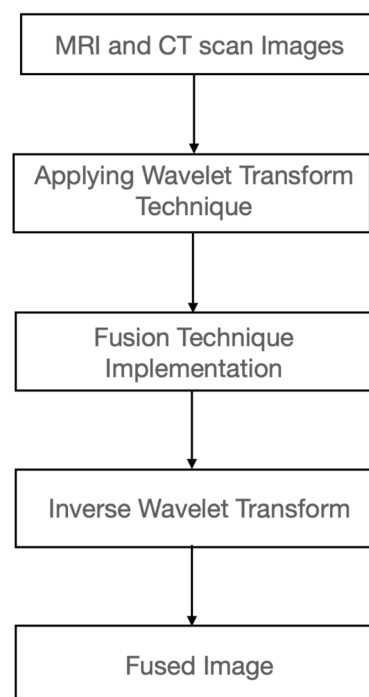 MRI and CT scan Images
Applying Wavelet Transform
Technique
Fusion Technique
Implementation
Inverse Wavelet Transform
Fused Image